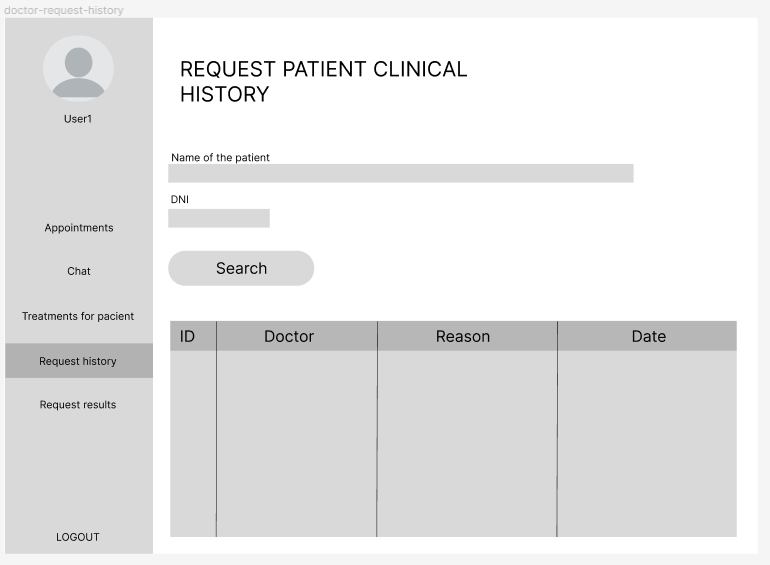 doctor-request-history
User1
Appointments
Chat
Treatments for pacient
Request history
Request results
LOGOUT
REQUEST PATIENT CLINICAL
HISTORY
Name of the patient
DNI
Search
ID Doctor Reason Date